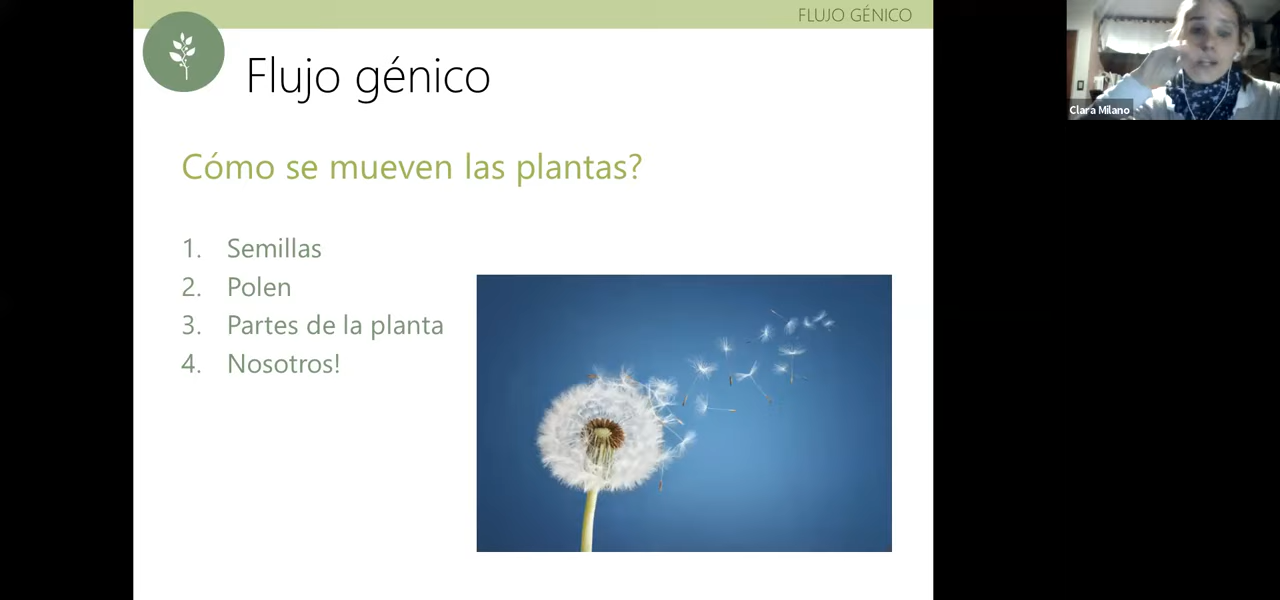 FLUJO GÉNICO
Flujo génico
Cómo se mueven las plantas?
1. Semillas
2. Polen
3. Partes de la planta
4. Nosotros!
Clara Milano